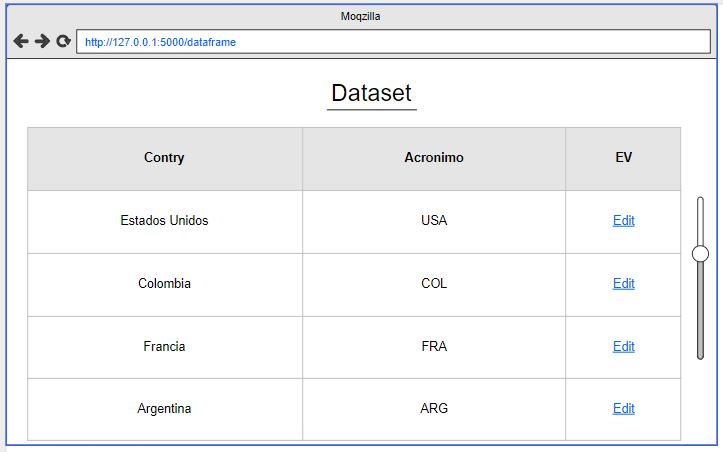 Moqzilla
http://127.0.0.1:5000/dataframe
Dataset
Contry Acronimo EV
Estados Unidos USA Edit
Colombia COL Edit
Francia FRA Edit
Argentina ARG Edit